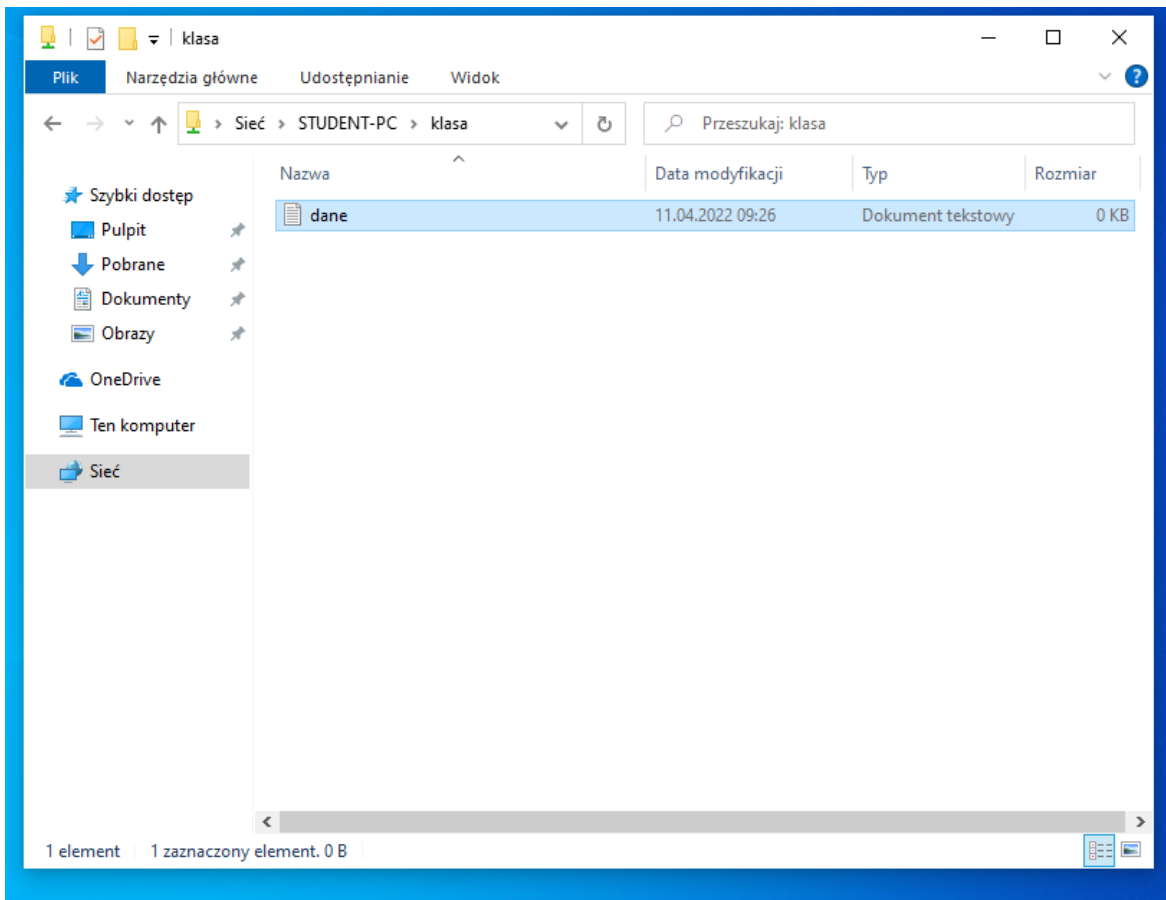 klasa
Plik Narzędzia główne Udostępnianie Widok ?
Sieć STUDENT-PC klasa Przeszukaj: klasa
Nazwa Data modyfikacji Typ Rozmiar
Szybki dostęp
dane 11.04.2022 09:26 Dokument tekstowy 0 KB
Pulpit
Pobrane
Dokumenty
Obrazy
OneDrive
Ten komputer
Sieć
1 element 1 zaznaczony element. 0 B